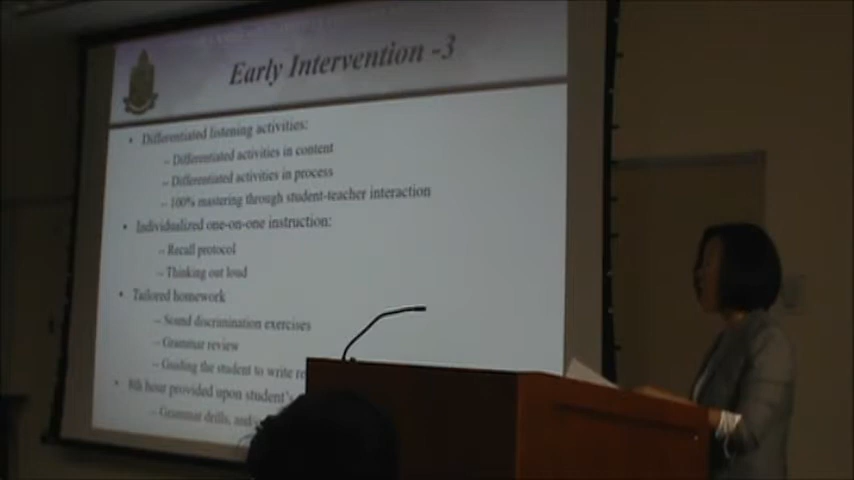 Early Intervention -3
• Differentiated listening activities:
– Differentiated activities in content
– Differentiated activities in process
– 100% mastering through student-teacher interaction
• Individualized one-on-one instruction:
– Recall protocol
– Thinking out loud
• Tailored homework
– Sound discrimination exercises
– Grammar review
– Guiding the student to write
• 8th hour provided upon student's
– Grammar drills,